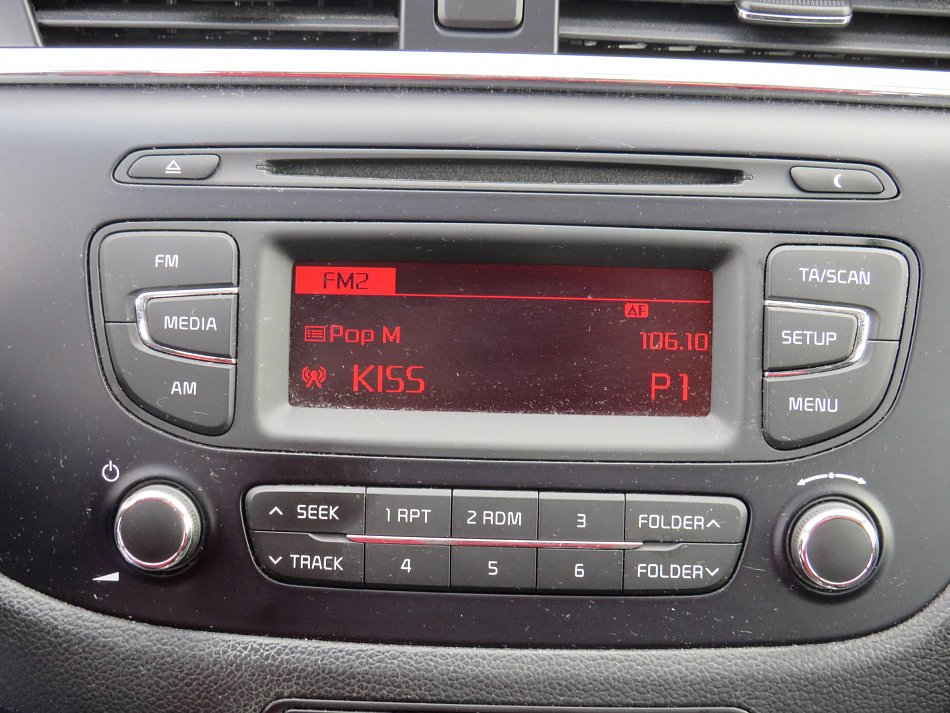 FM
MEDIA
AM
FM2
AF
Pop M 106.10
KISS P1
TA/SCAN
SETUP
MENU
SEEK 1 RPT 2 RDM 3 FOLDER
TRACK 4 5 6 FOLDER